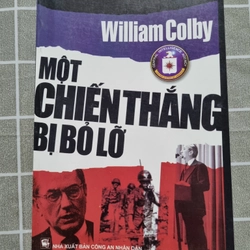 William Colby
MỘT
CHIẾN THẮNG
BỊ BỎ LỠ
NHÀ XUẤT BẢN CÔNG AN NHÂN DÂN